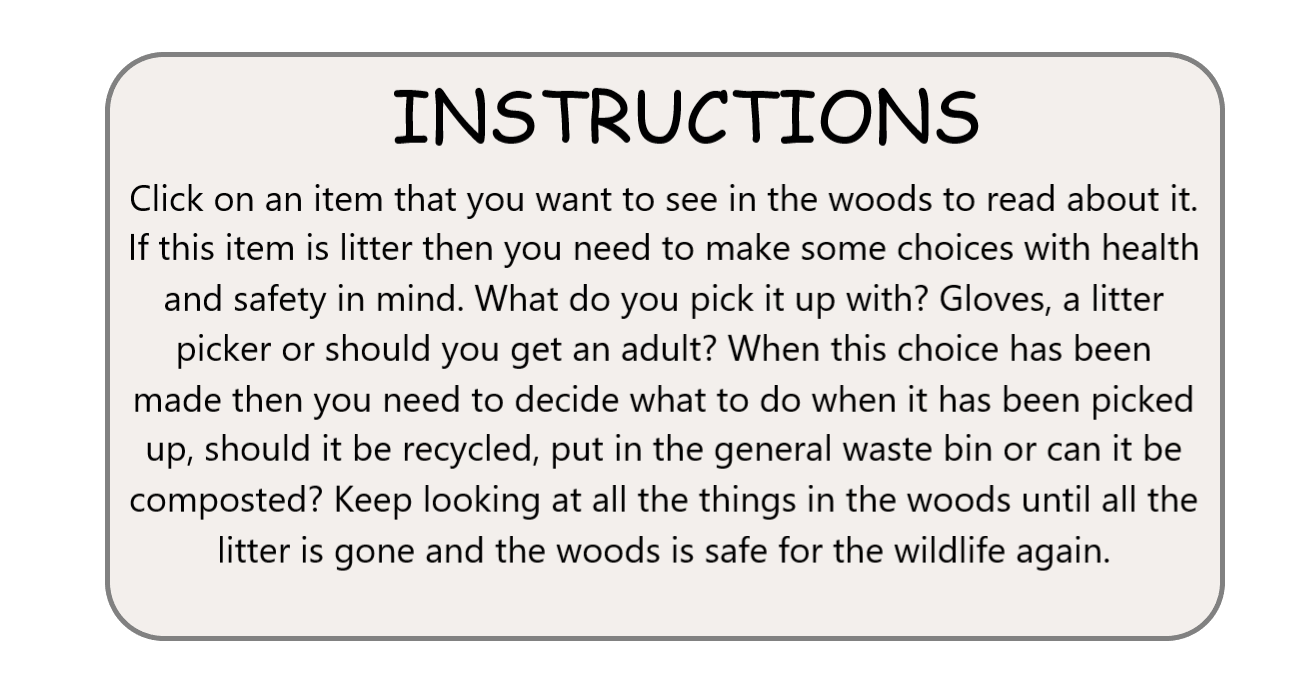 INSTRUCTIONS
Click on an item that you want to see in the woods to read about it.
If this item is litter then you need to make some choices with health
and safety in mind. What do you pick it up with? Gloves, a litter
picker or should you get an adult? When this choice has been
made then you need to decide what to do when it has been picked
up, should it be recycled, put in the general waste bin or can it be
composted? Keep looking at all the things in the woods until all the
litter is gone and the woods is safe for the wildlife again.